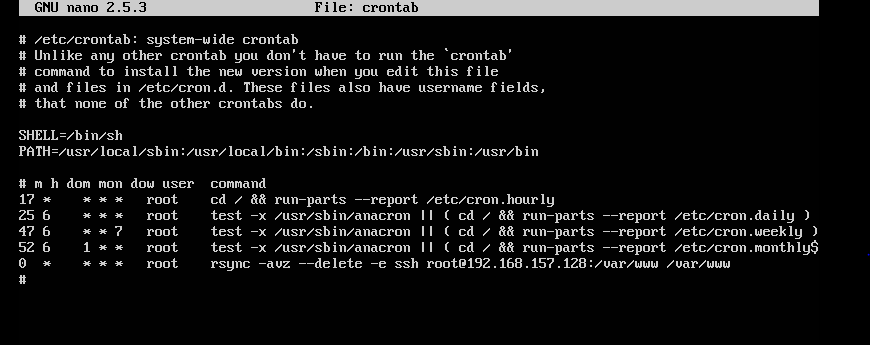 GNU nano 2.5.3 File: crontab
# /etc/crontab: system-wide crontab
# Unlike any other crontab you don't have to run the `crontab'
# command to install the new version when you edit this file
# and files in /etc/cron.d. These files also have username fields,
# that none of the other crontabs do.
SHELL=/bin/sh
PATH=/usr/local/sbin:/usr/local/bin:/sbin:/bin:/usr/sbin:/usr/bin
# m h dom mon dow user  command
17 *    * * *   root    cd / && run-parts --report /etc/cron.hourly
25 6    * * *   root    test -x /usr/sbin/anacron || ( cd / && run-parts --report /etc/cron.daily )
47 6    * * 7   root    test -x /usr/sbin/anacron || ( cd / && run-parts --report /etc/cron.weekly )
52 6    1 * *   root    test -x /usr/sbin/anacron || ( cd / && run-parts --report /etc/cron.monthly$
0  *    * * *   root    rsync -avz --delete -e ssh root@192.168.157.128:/var/www /var/www
#